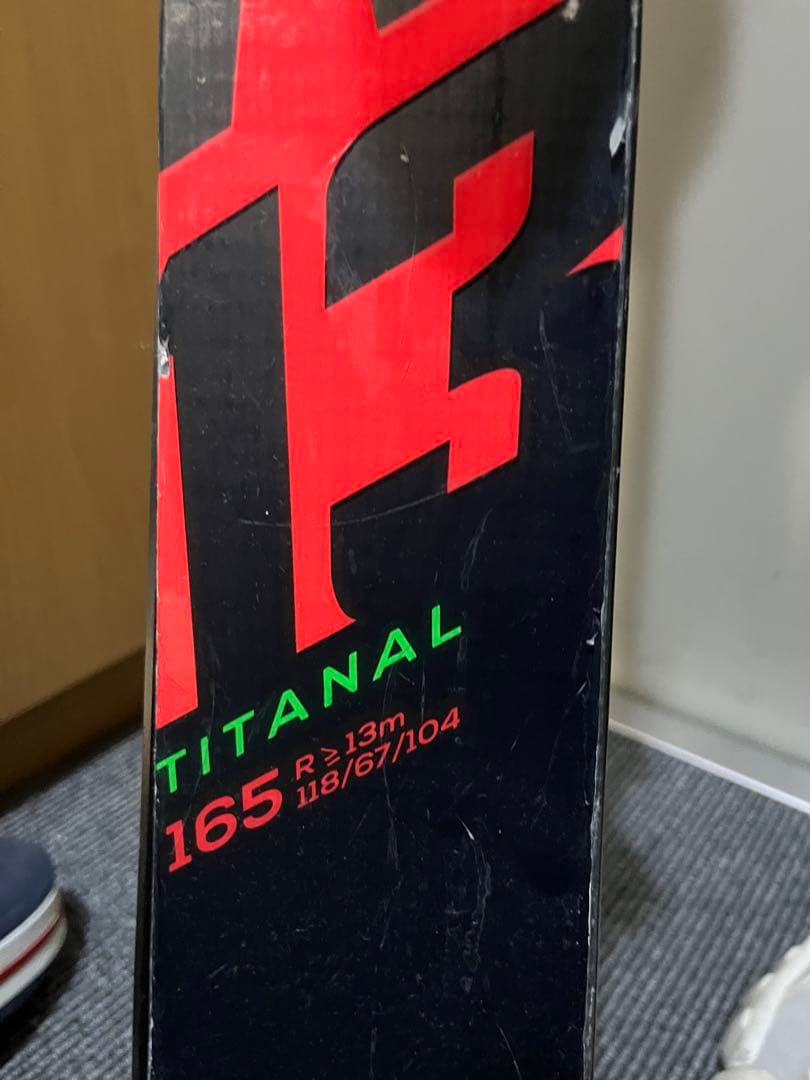 TITANAL
165 R ≥ 13m
118/67/104